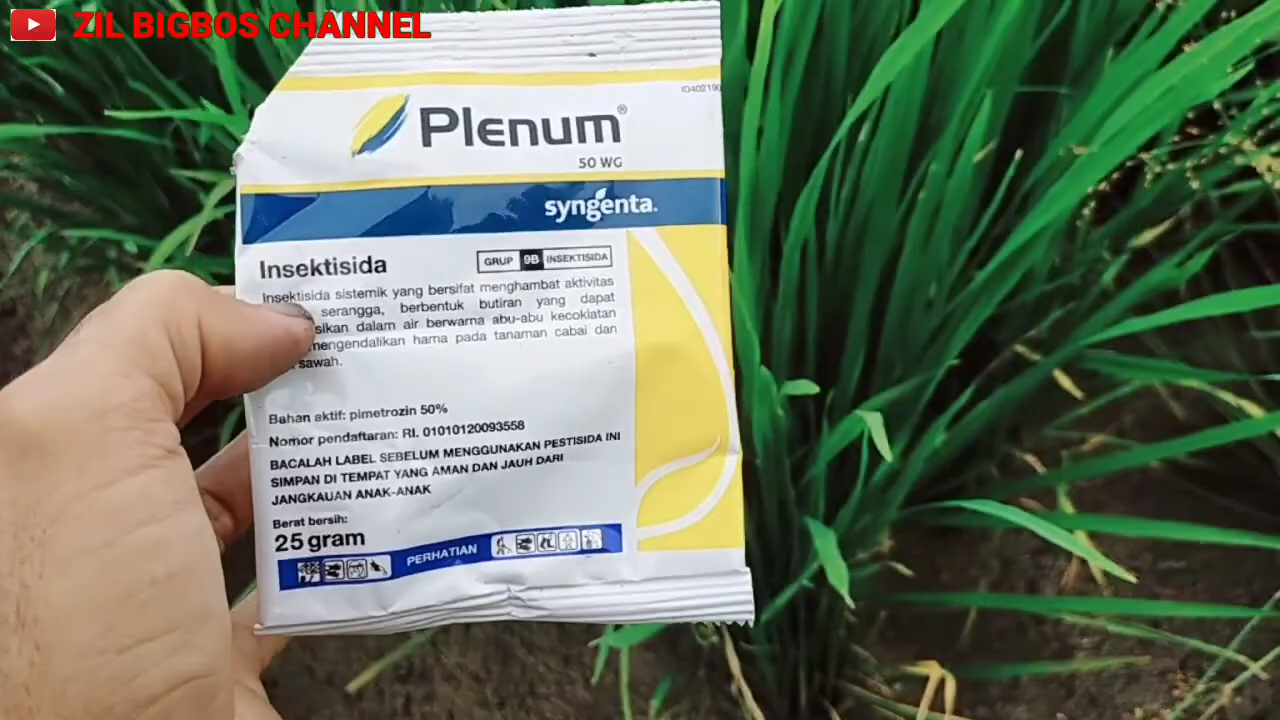 ZIL BIGBOS CHANNEL
Plenum®
50 WG
syngenta.
Insektisida
GRUP 9B INSEKTISIDA
Insektisida sistemik yang bersifat menghambat aktivitas
serangga, berbentuk butiran yang dapat
sikan dalam air berwarna abu-abu kecoklatan
mengendalikan hama pada tanaman cabai dan
sawah.
Bahan aktif: pimetrozin 50%
Nomor pendaftaran: RI. 01010120093558
BACALAH LABEL SEBELUM MENGGUNAKAN PESTISIDA INI
SIMPAN DI TEMPAT YANG AMAN DAN JAUH DARI
JANGKAUAN ANAK-ANAK
Berat bersih:
25 gram
PERHATIAN